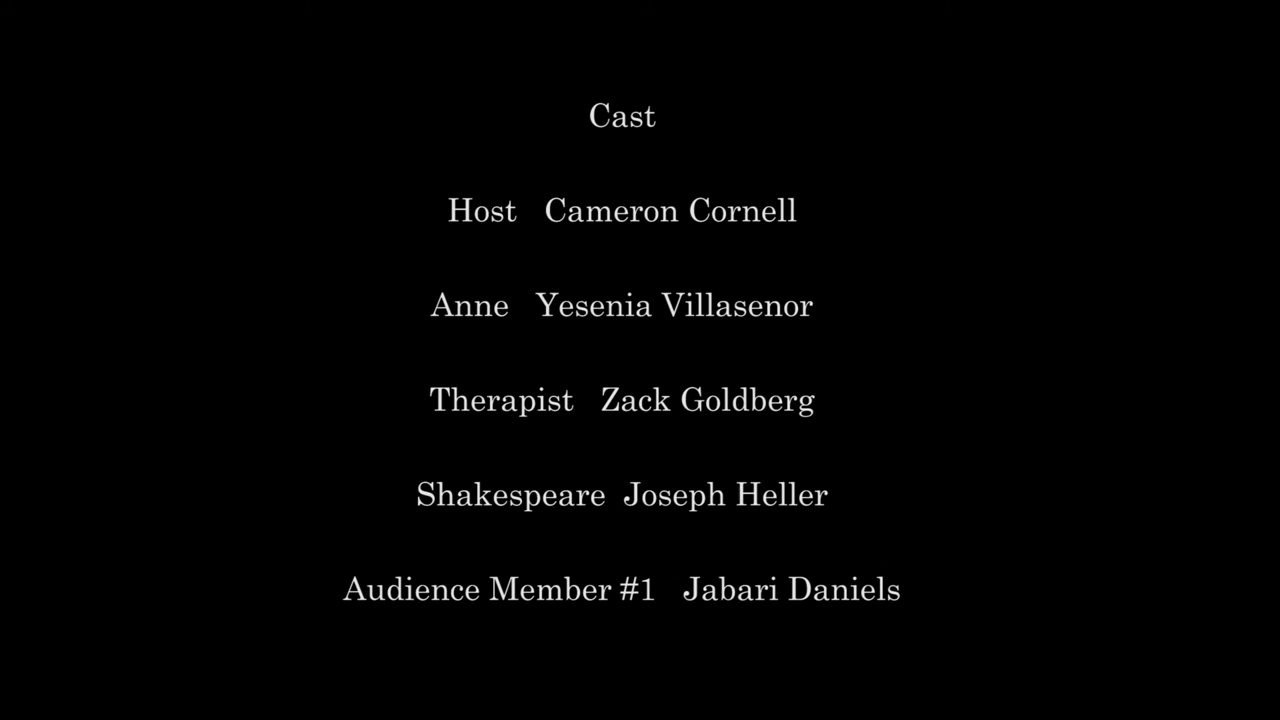 Cast
Host Cameron Cornell
Anne Yesenia Villasenor
Therapist Zack Goldberg
Shakespeare Joseph Heller
Audience Member #1 Jabari Daniels